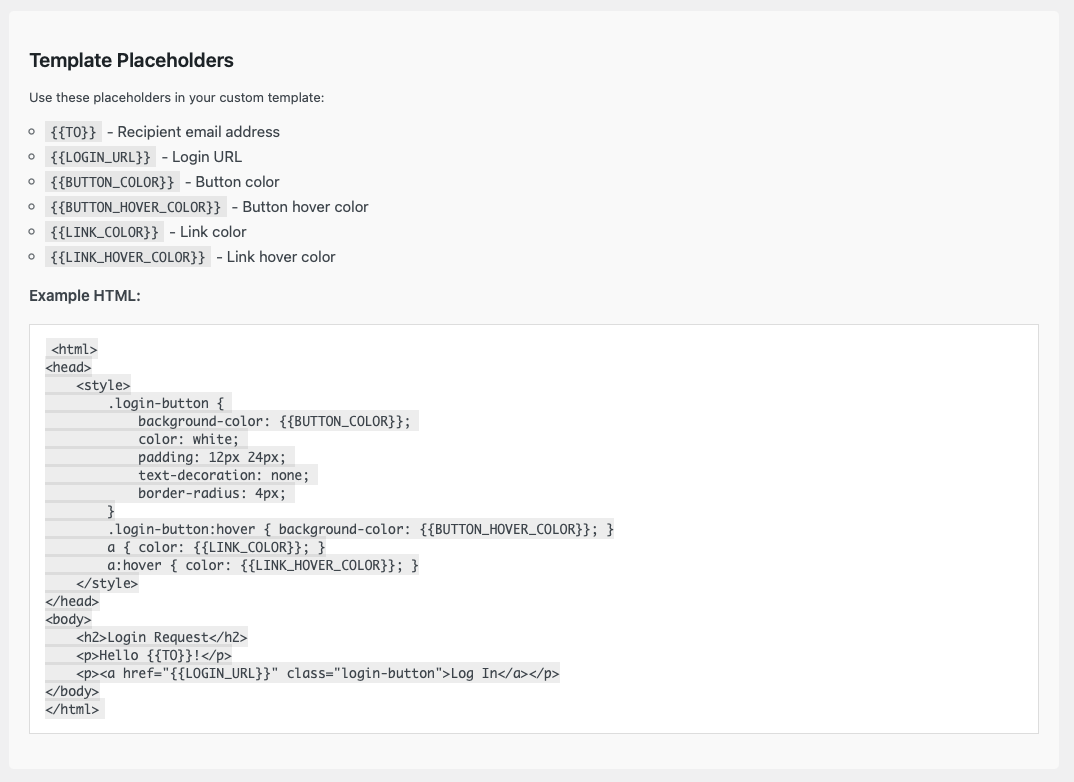 Template Placeholders
Use these placeholders in your custom template:
{{TO}} - Recipient email address
{{LOGIN_URL}} - Login URL
{{BUTTON_COLOR}} - Button color
{{BUTTON_HOVER_COLOR}} - Button hover color
{{LINK_COLOR}} - Link color
{{LINK_HOVER_COLOR}} - Link hover color
Example HTML:
<html>
<head>
    <style>
        .login-button {
            background-color: {{BUTTON_COLOR}};
            color: white;
            padding: 12px 24px;
            text-decoration: none;
            border-radius: 4px;
        }
        .login-button:hover { background-color: {{BUTTON_HOVER_COLOR}}; }
        a { color: {{LINK_COLOR}}; }
        a:hover { color: {{LINK_HOVER_COLOR}}; }
    </style>
</head>
<body>
    <h2>Login Request</h2>
    <p>Hello {{TO}}!</p>
    <p><a href="{{LOGIN_URL}}" class="login-button">Log In</a></p>
</body>
</html>